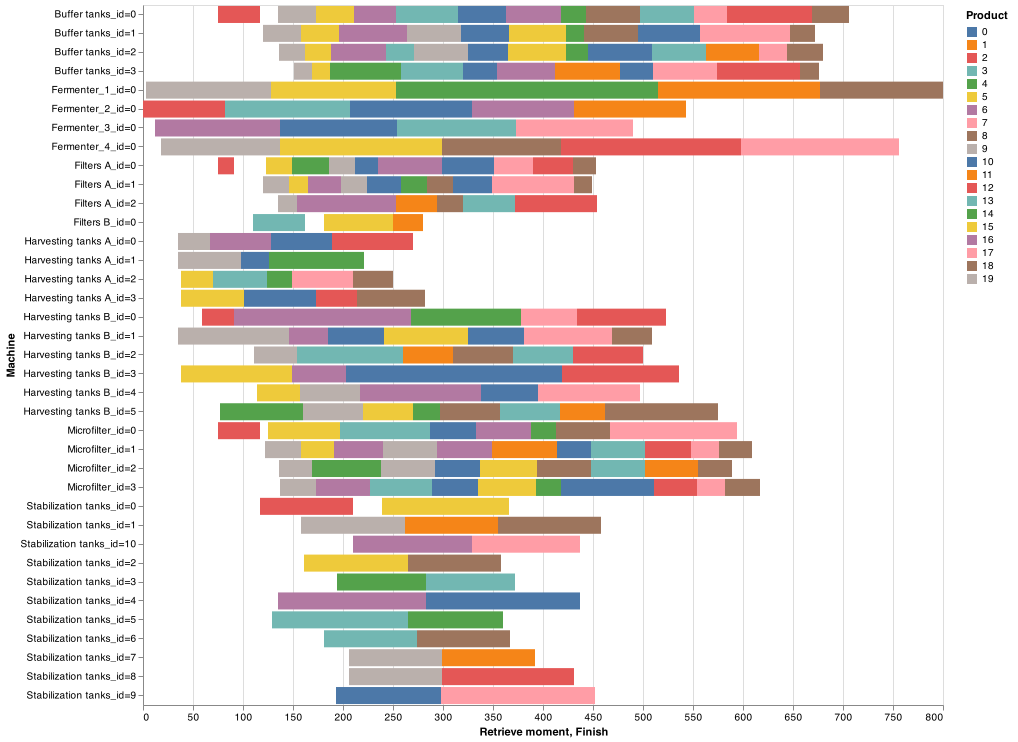 Product
0
1
2
3
4
5
6
7
8
9
10
11
12
13
14
15
16
17
18
19
Machine
Buffer tanks_id=0
Buffer tanks_id=1
Buffer tanks_id=2
Buffer tanks_id=3
Fermenter_1_id=0
Fermenter_2_id=0
Fermenter_3_id=0
Fermenter_4_id=0
Filters A_id=0
Filters A_id=1
Filters A_id=2
Filters B_id=0
Harvesting tanks A_id=0
Harvesting tanks A_id=1
Harvesting tanks A_id=2
Harvesting tanks A_id=3
Harvesting tanks B_id=0
Harvesting tanks B_id=1
Harvesting tanks B_id=2
Harvesting tanks B_id=3
Harvesting tanks B_id=4
Harvesting tanks B_id=5
Microfilter_id=0
Microfilter_id=1
Microfilter_id=2
Microfilter_id=3
Stabilization tanks_id=0
Stabilization tanks_id=1
Stabilization tanks_id=10
Stabilization tanks_id=2
Stabilization tanks_id=3
Stabilization tanks_id=4
Stabilization tanks_id=5
Stabilization tanks_id=6
Stabilization tanks_id=7
Stabilization tanks_id=8
Stabilization tanks_id=9
0 50 100 150 200 250 300 350 400 450 500 550 600 650 700 750 800
Retrieve moment, Finish